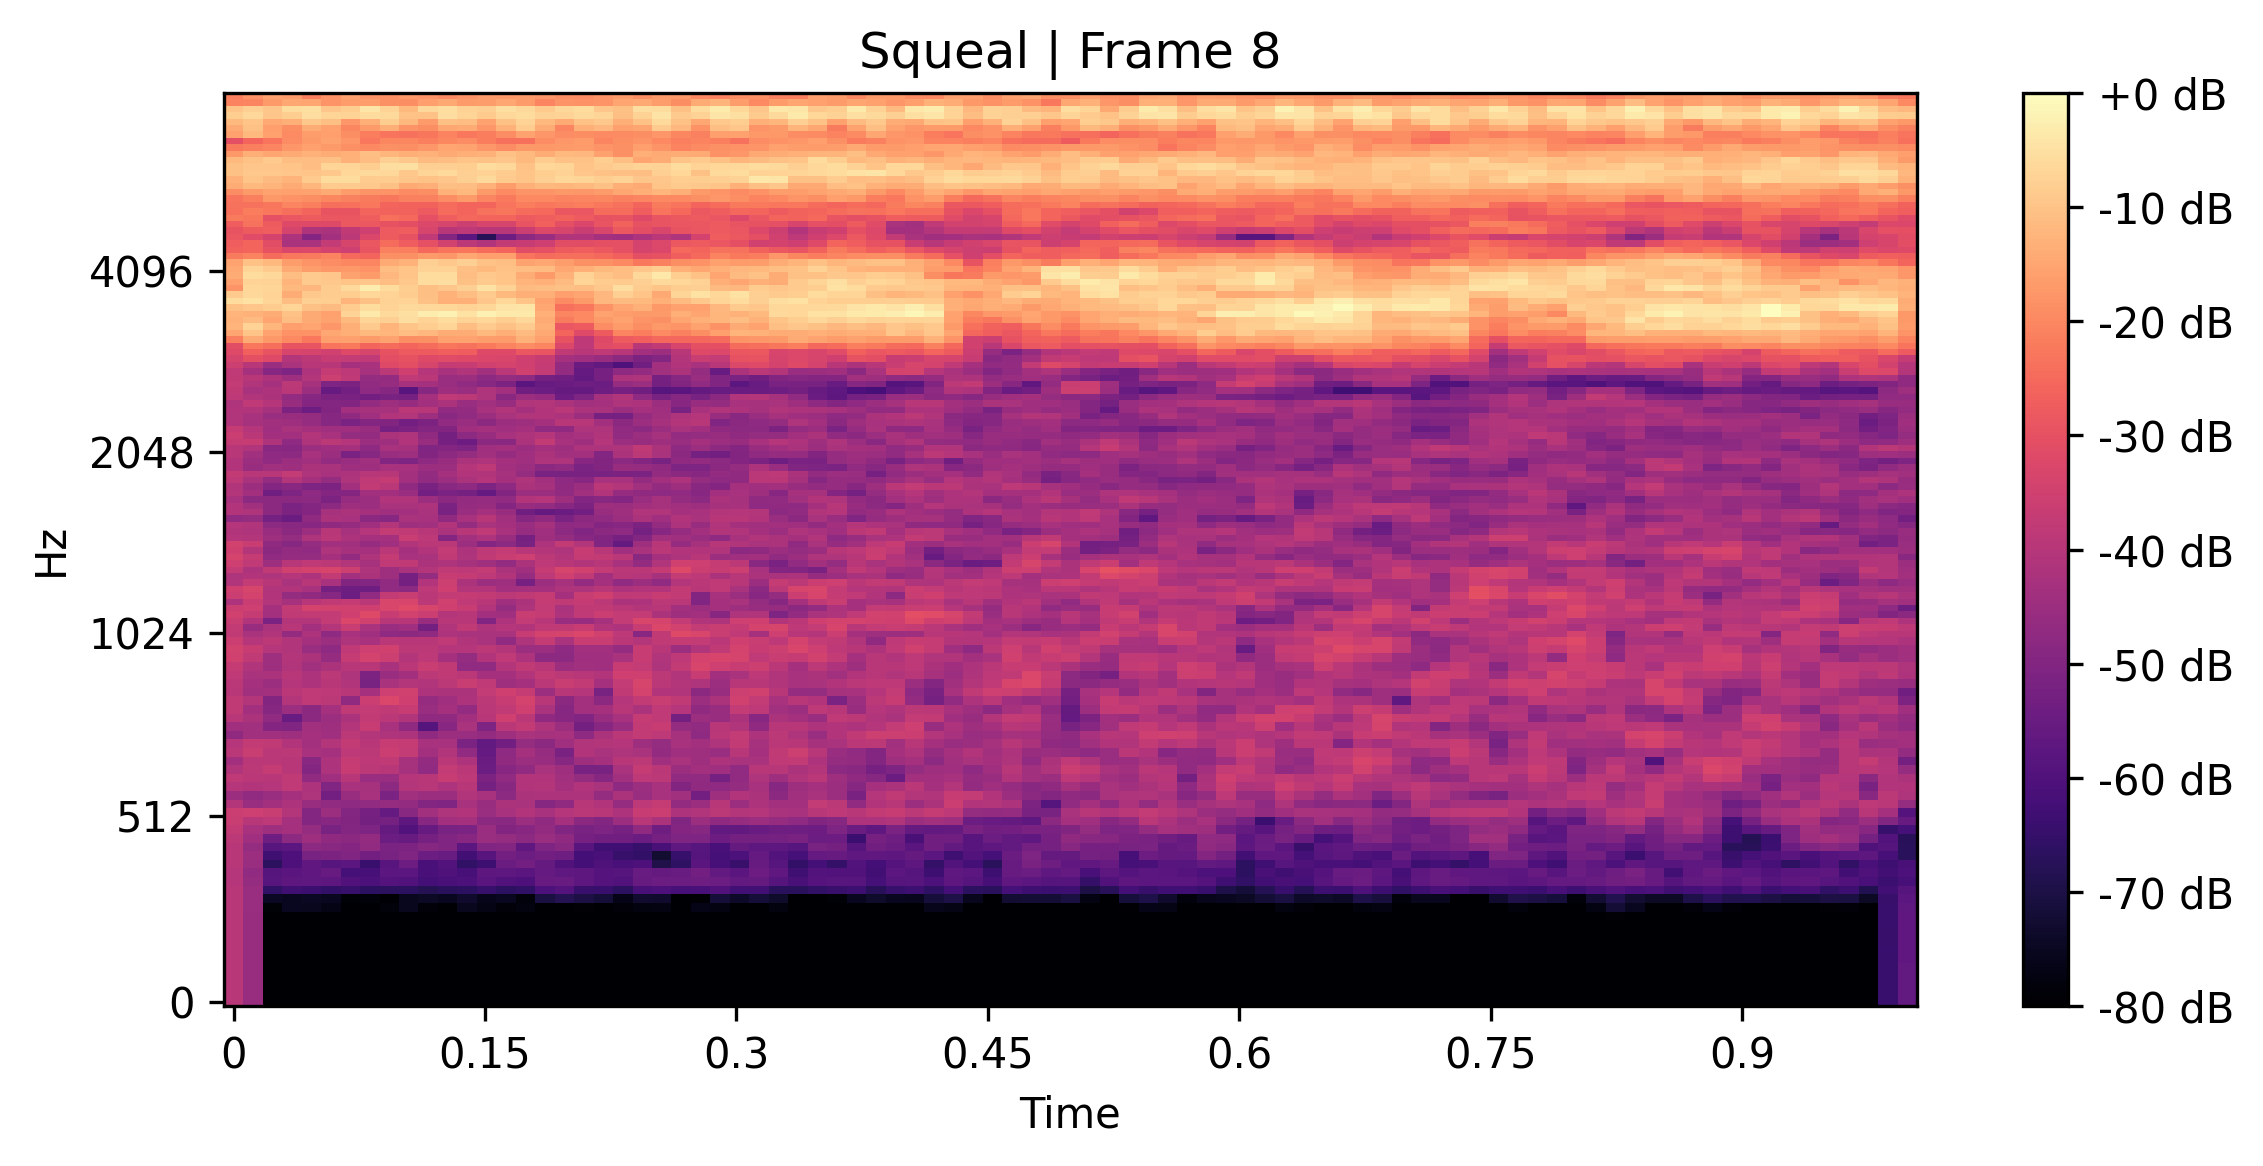 Squeal | Frame 8
Hz
4096
2048
1024
512
0
0 0.15 0.3 0.45 0.6 0.75 0.9
Time
+0 dB
-10 dB
-20 dB
-30 dB
-40 dB
-50 dB
-60 dB
-70 dB
-80 dB